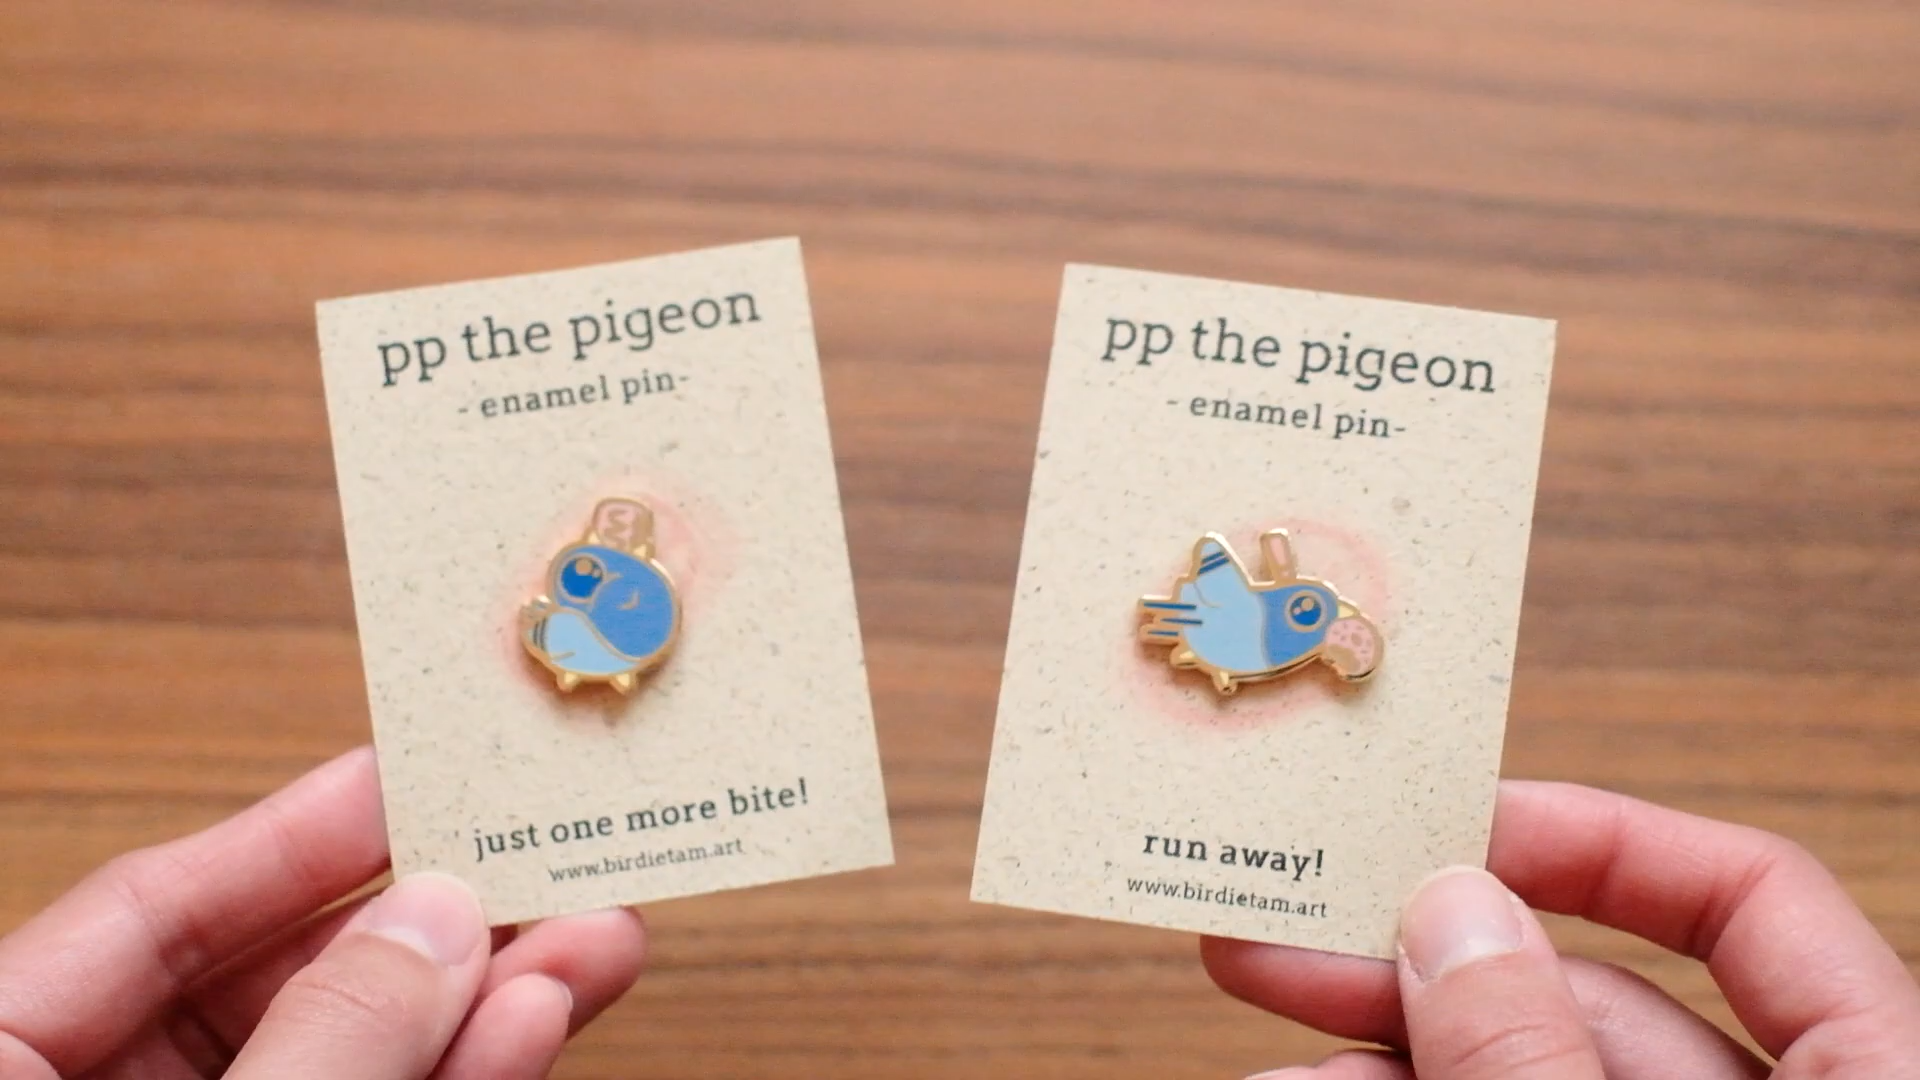 pp the pigeon
- enamel pin-
just one more bite!
www.birdietam.art
pp the pigeon
- enamel pin-
run away!
www.birdietam.art